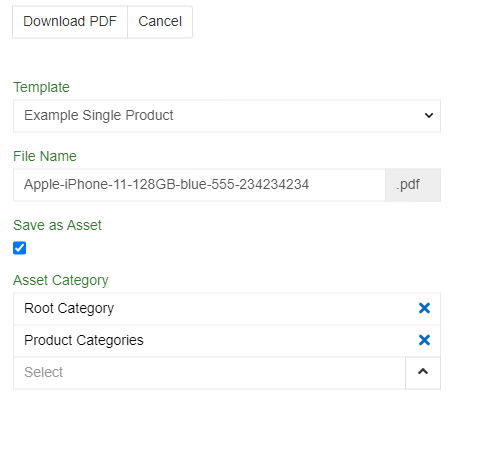 Download PDF Cancel
Template
Example Single Product
File Name
Apple-iPhone-11-128GB-blue-555-234234234 .pdf
Save as Asset
Asset Category
Root Category
Product Categories
Select